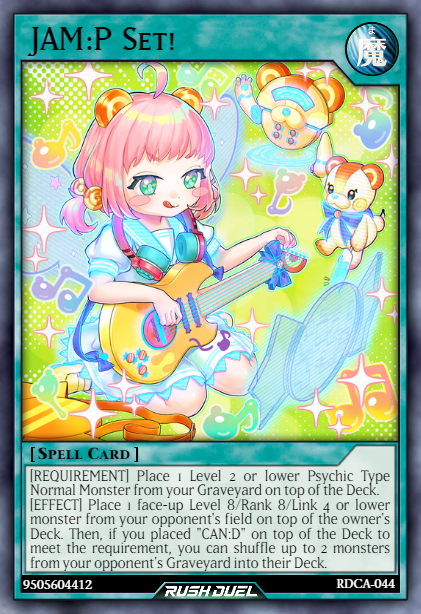 JAM:P SET!
ま
魔
[SPELL CARD]
[REQUIREMENT] Place 1 Level 2 or lower Psychic Type
Normal Monster from your Graveyard on top of the Deck.
[EFFECT] Place 1 face-up Level 8/Rank 8/Link 4 or lower
monster from your opponent's field on top of the owner's
Deck. Then, if you placed "CAN:D" on top of the Deck to
meet the requirement, you can shuffle up to 2 monsters
from your opponent's Graveyard into their Deck.
9505604412
RUSH DUEL
RDCA-044